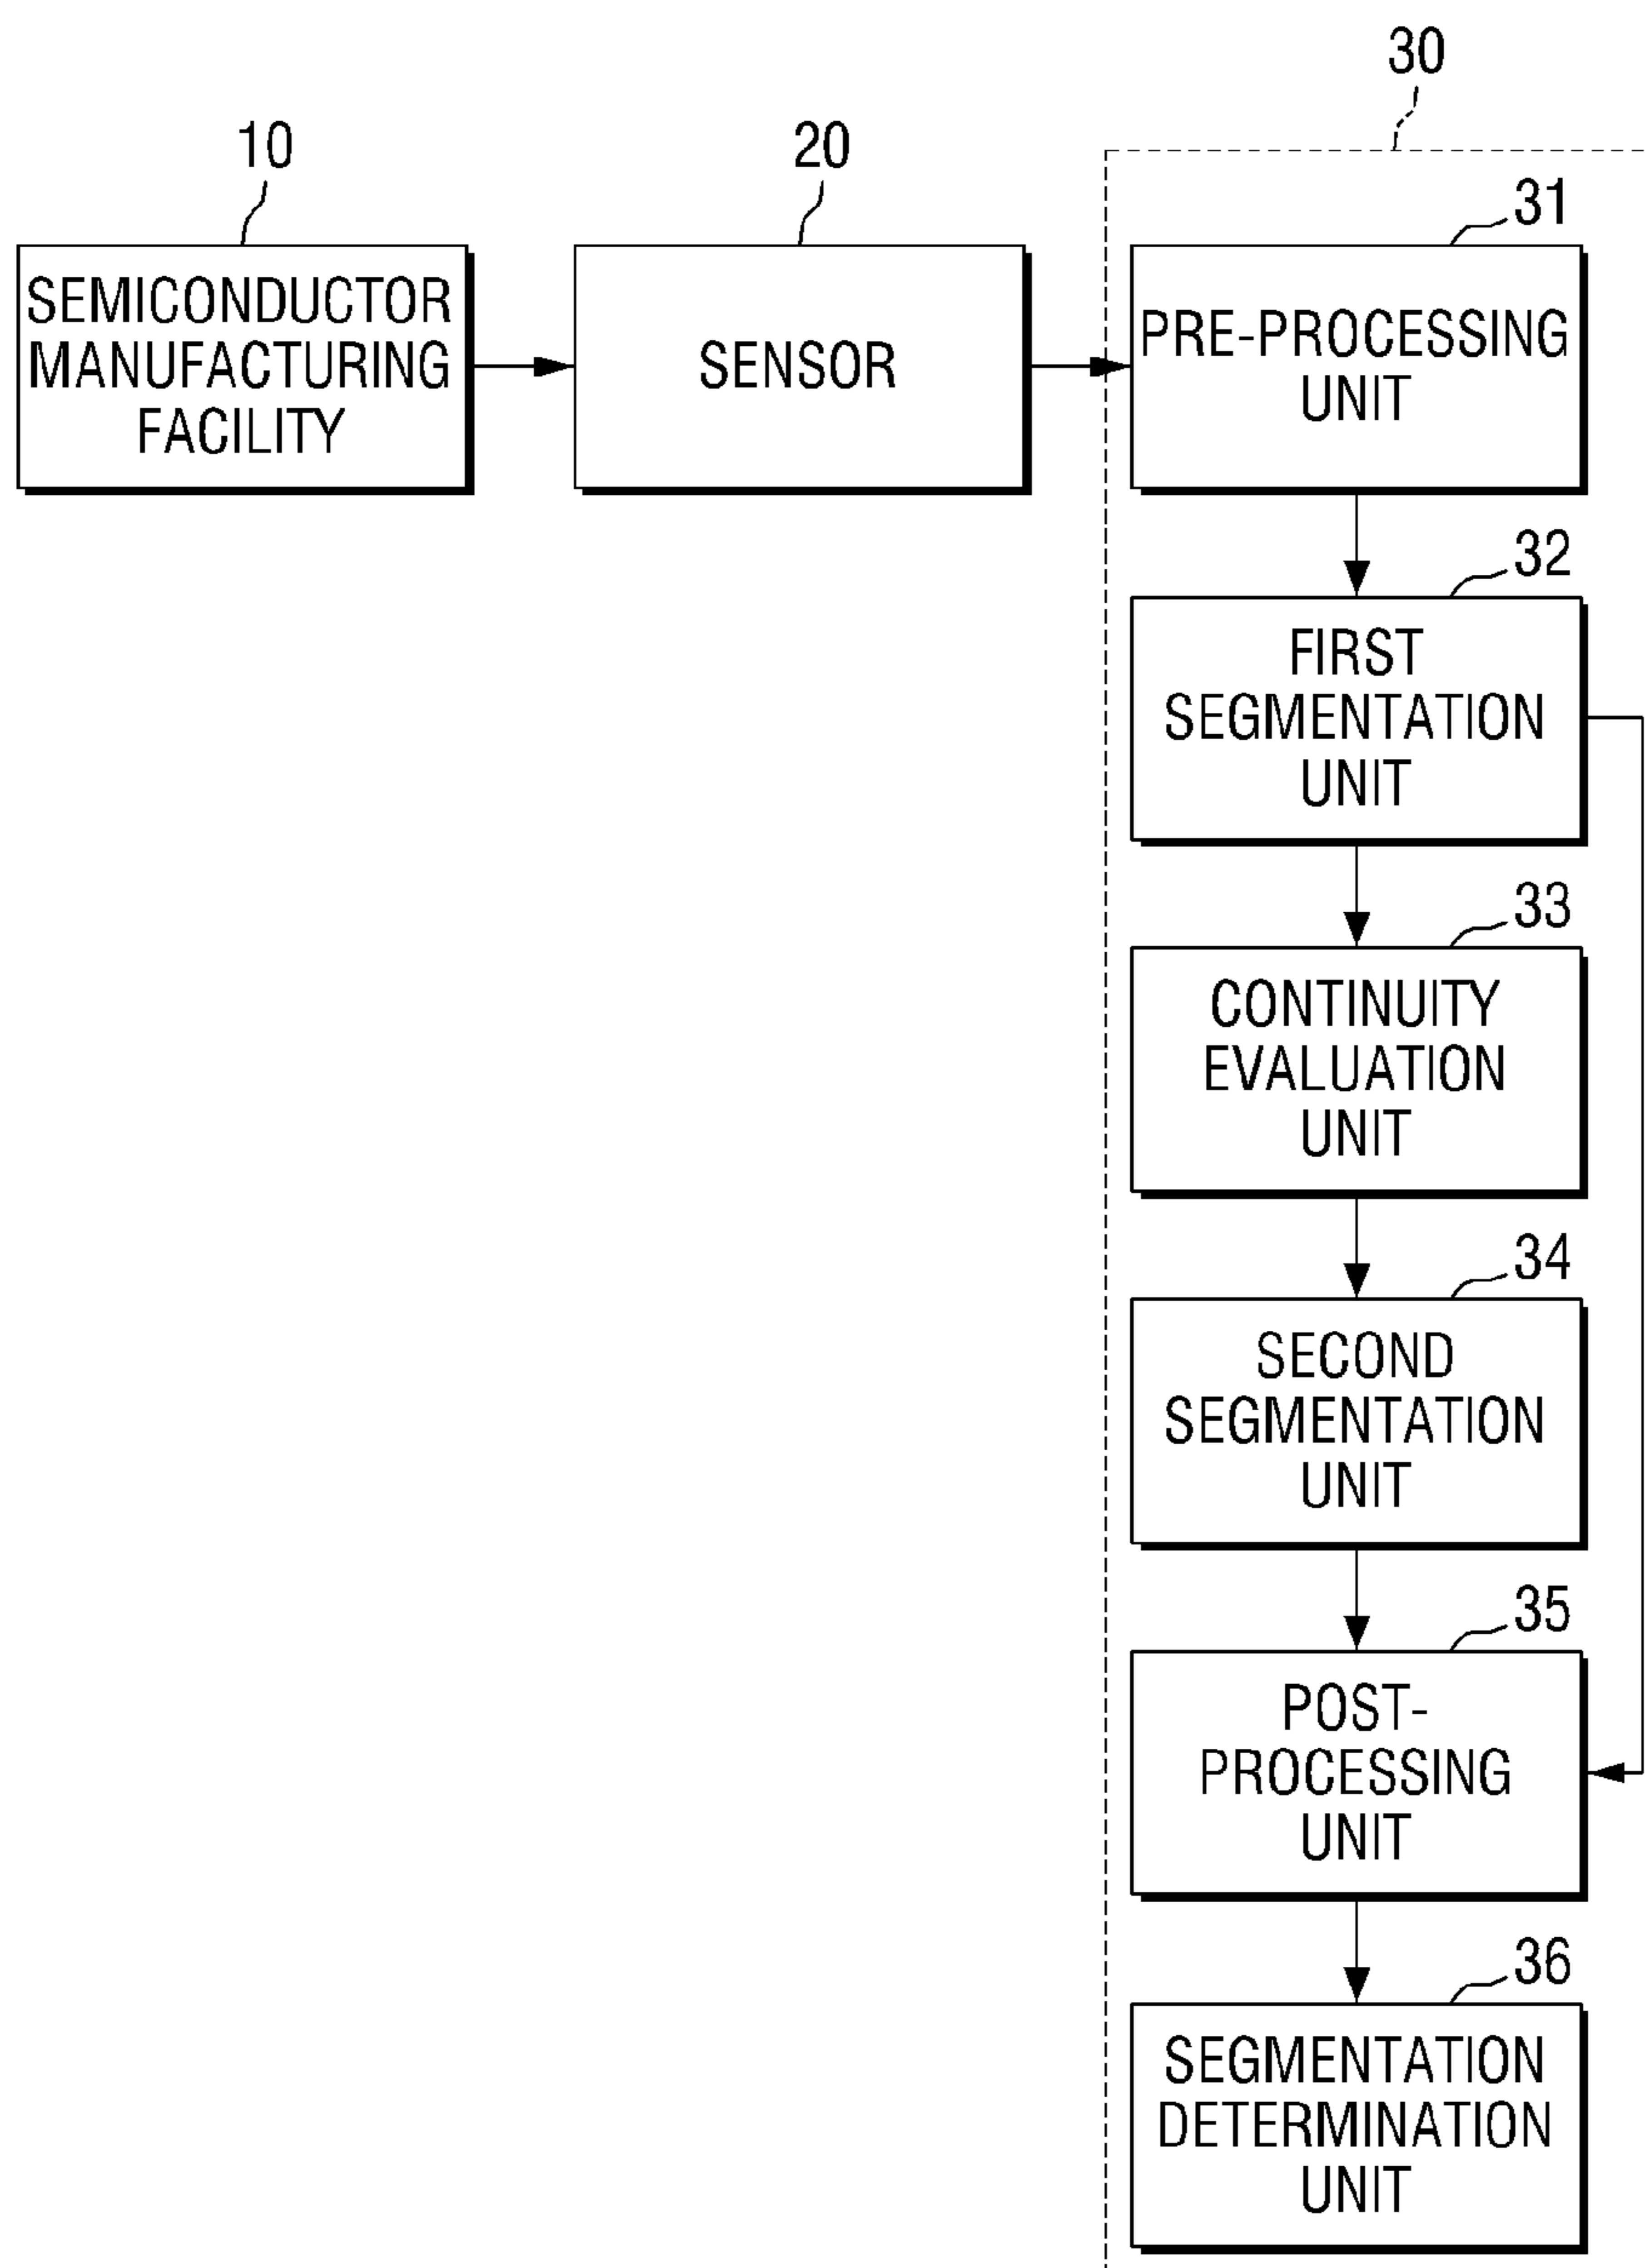 30
10
20
31
SEMICONDUCTOR
MANUFACTURING
FACILITY
SENSOR
PRE-PROCESSING
UNIT
32
FIRST
SEGMENTATION
UNIT
33
CONTINUITY
EVALUATION
UNIT
34
SECOND
SEGMENTATION
UNIT
35
POST-
PROCESSING
UNIT
36
SEGMENTATION
DETERMINATION
UNIT